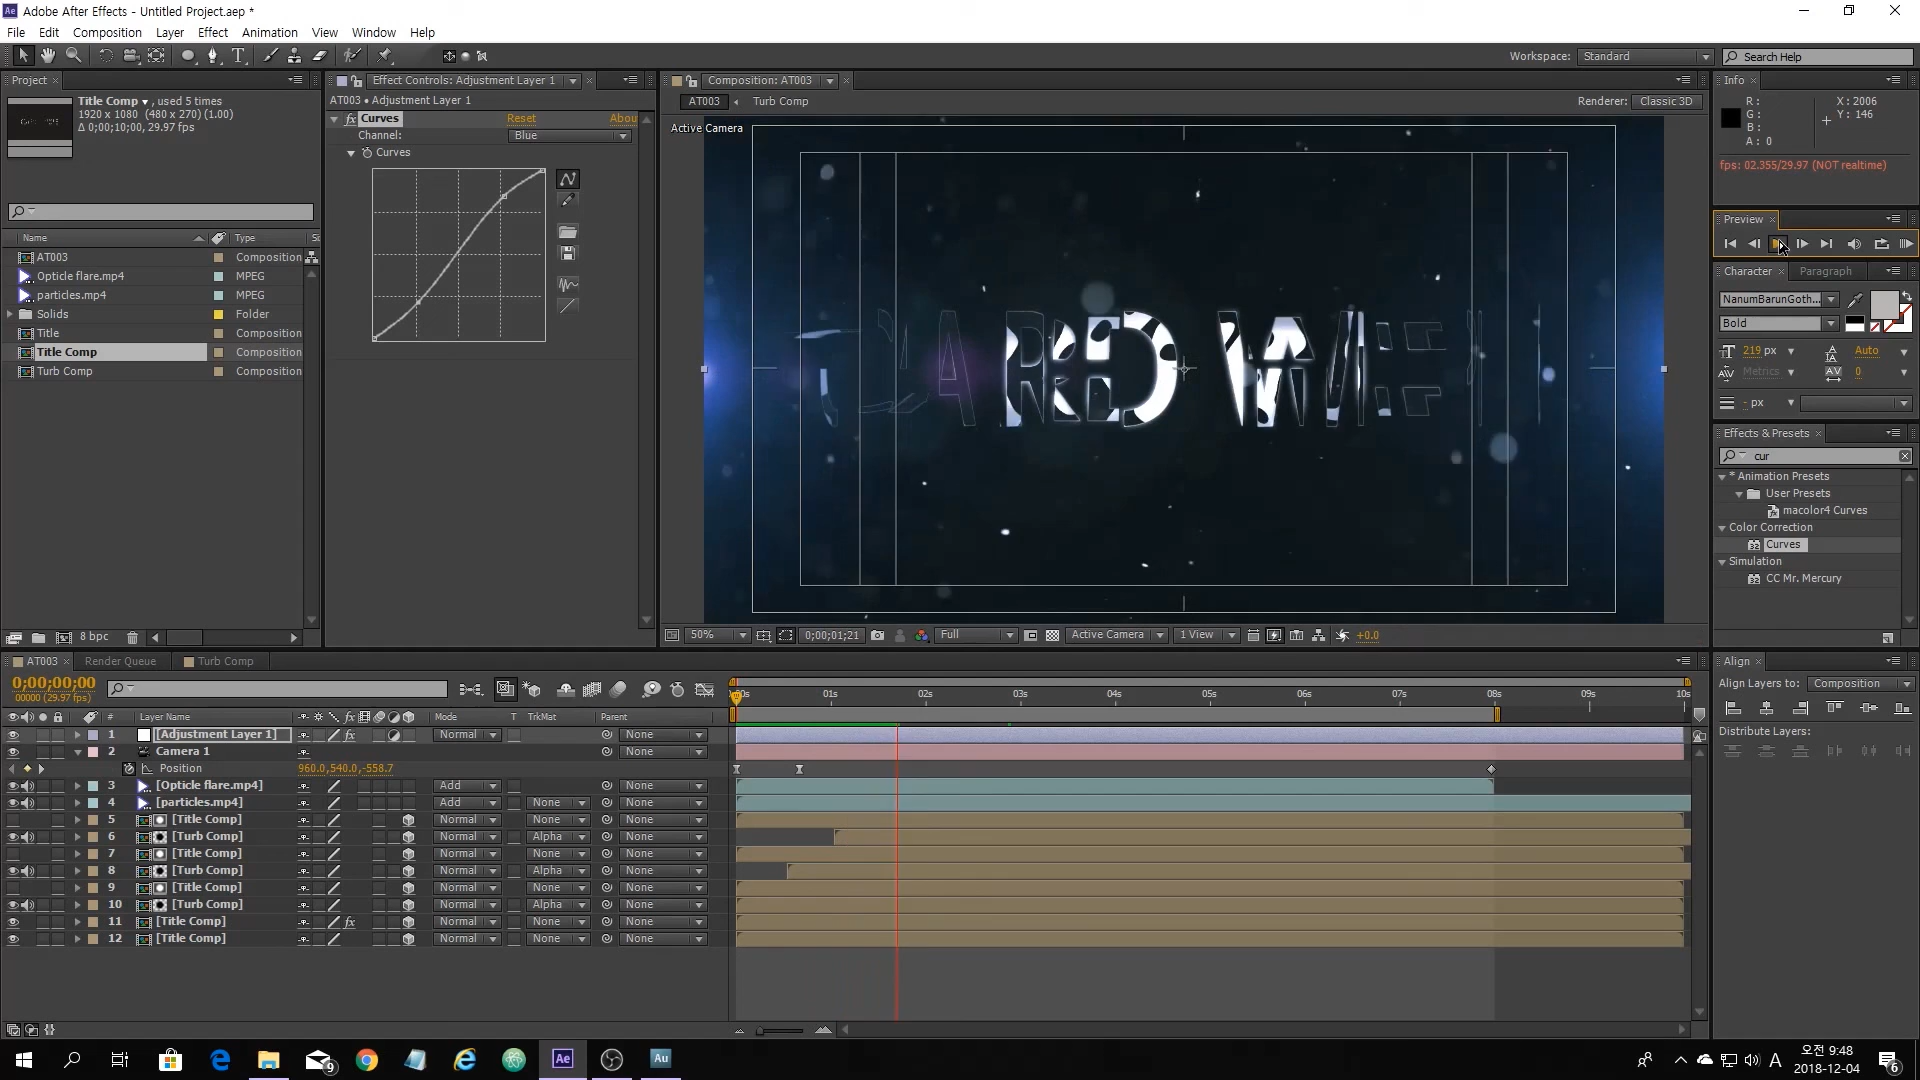 Adobe After Effects - Untitled Project.aep *
File Edit Composition Layer Effect Animation View Window Help
Workspace: Standard Search Help
Project
Title Comp , used 5 times
1920 x 1080 (480 x 270) (1.00)
Δ 0;00;10;00, 29.97 fps
Name Type
AT003 Composition
Opticle flare.mp4 MPEG
particles.mp4 MPEG
Solids Folder
Title Composition
Title Comp Composition
Turb Comp Composition
8 bpc
Effect Controls: Adjustment Layer 1
AT003 • Adjustment Layer 1
fx Curves Reset Abou
Channel: Blue
Curves
Composition: AT003
AT003 Turb Comp
Renderer: Classic 3D
Active Camera
50% 0;00;01;21 Full Active Camera 1 View +0.0
Info
R: X: 2006
G: Y: 146
B:
A: 0
fps: 02.355/29.97 (NOT realtime)
Preview
Character Paragraph
NanumBarunGoth...
Bold
219 px Auto
Metrics 0
- px
Effects & Presets
cur
* Animation Presets
User Presets
macolor4 Curves
Color Correction
Curves
Simulation
CC Mr. Mercury
AT003 Render Queue Turb Comp
0;00;00;00
00000 (29.97 fps)
:00s 01s 02s 03s 04s 05s 06s 07s 08s 09s 10s
# Layer Name fx Mode T TrkMat Parent
1 [Adjustment Layer 1] fx Normal None
2 Camera 1 None
Position 960.0,540.0,-558.7
3 [Opticle flare.mp4] Add None
4 [particles.mp4] Add None None
5 [Title Comp] Normal None None
6 [Turb Comp] Normal Alpha None
7 [Title Comp] Normal None None
8 [Turb Comp] Normal Alpha None
9 [Title Comp] Normal None None
10 [Turb Comp] Normal Alpha None
11 [Title Comp] fx Normal None None
12 [Title Comp] Normal None None
Align
Align Layers to: Composition
Distribute Layers:
9 Ae Au
A 오전 9:48
2018-12-04 6